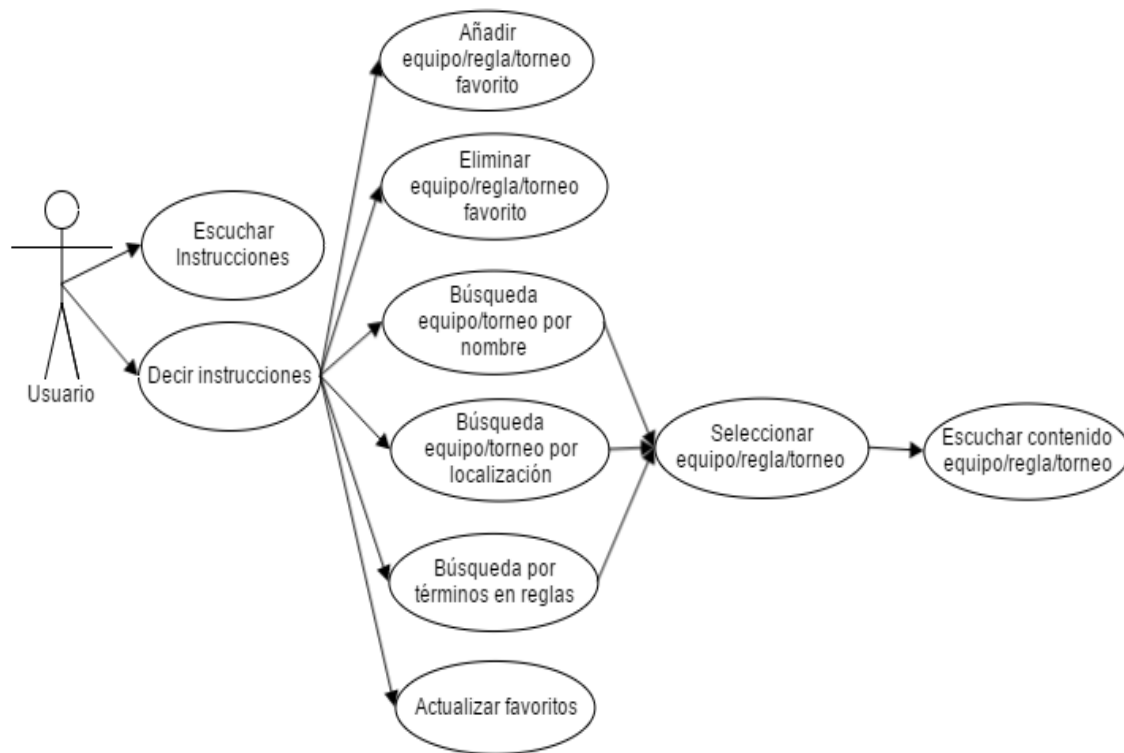 Añadir
equipo/regla/torneo
favorito
Eliminar
equipo/regla/torneo
favorito
Escuchar
Instrucciones
Búsqueda
equipo/torneo por
nombre
Decir instrucciones
Usuario
Búsqueda
equipo/torneo por
localización
Seleccionar
equipo/regla/torneo
Escuchar contenido
equipo/regla/torneo
Búsqueda por
términos en reglas
Actualizar favoritos